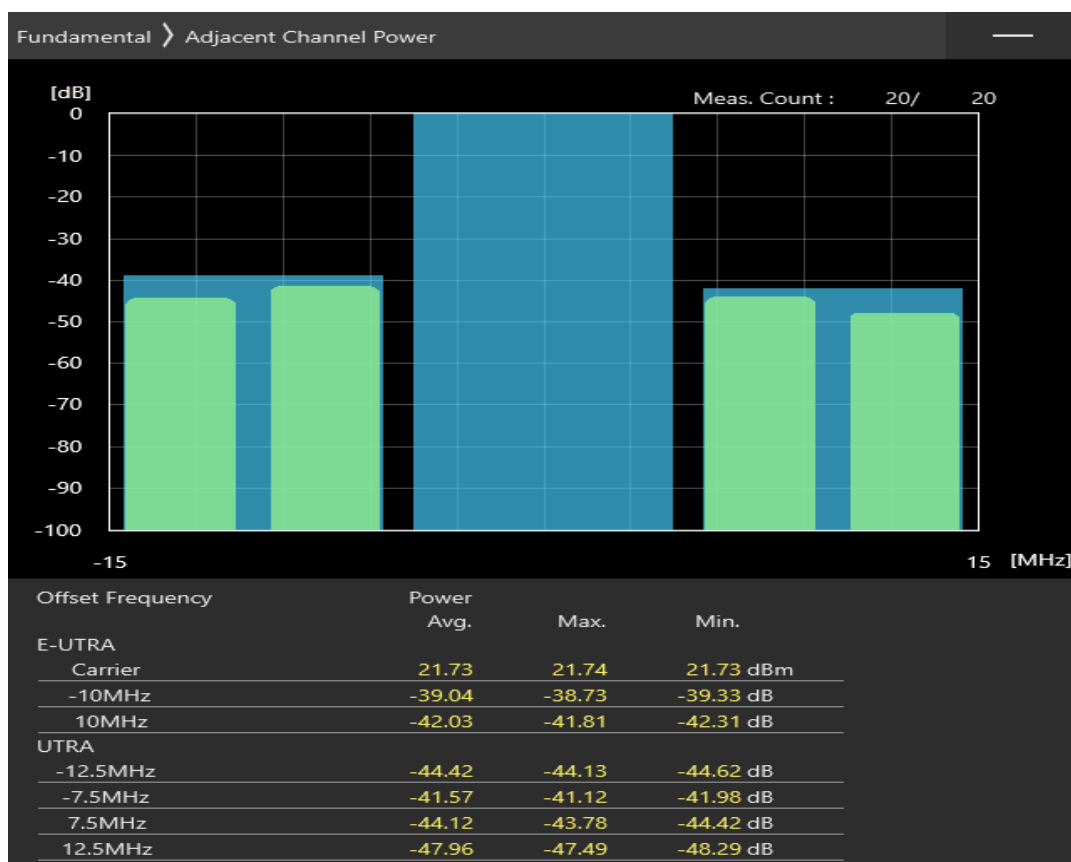 Fundamental ❯ Adjacent Channel Power
[dB]
Meas. Count : 20/ 20
0
-10
-20
-30
-40
-50
-60
-70
-80
-90
-100
-15 15 [MHz]
Offset Frequency Power
Avg. Max. Min.
E-UTRA
Carrier 21.73 21.74 21.73 dBm
-10MHz -39.04 -38.73 -39.33 dB
10MHz -42.03 -41.81 -42.31 dB
UTRA
-12.5MHz -44.42 -44.13 -44.62 dB
-7.5MHz -41.57 -41.12 -41.98 dB
7.5MHz -44.12 -43.78 -44.42 dB
12.5MHz -47.96 -47.49 -48.29 dB